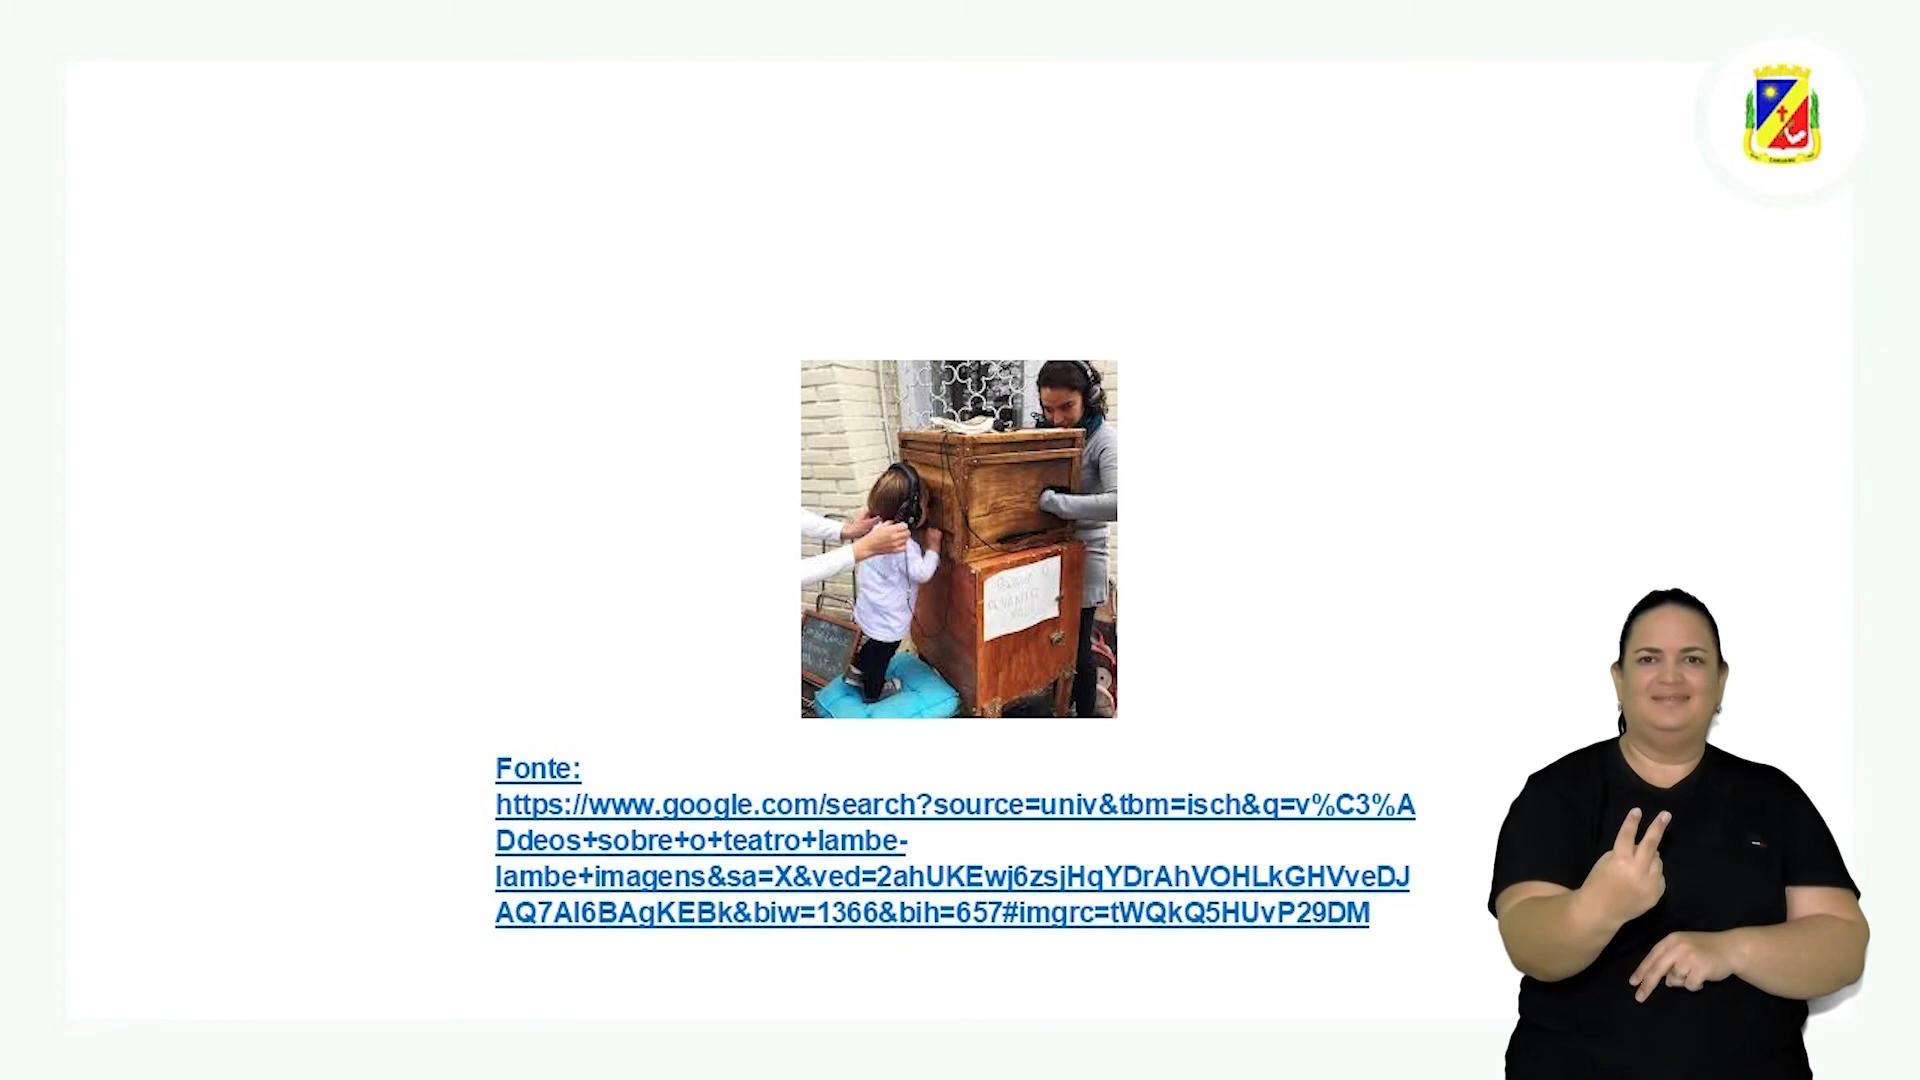 CARUARU
Fonte:
https://www.google.com/search?source=univ&tbm=isch&q=v%C3%A
Ddeos+sobre+o+teatro+lambe-
lambe+imagens&sa=X&ved=2ahUKEwj6zsjHqYDrAhVOHLkGHVveDJ
AQ7Al6BAgKEBk&biw=1366&bih=657#imgrc=tWQkQ5HUvP29DM